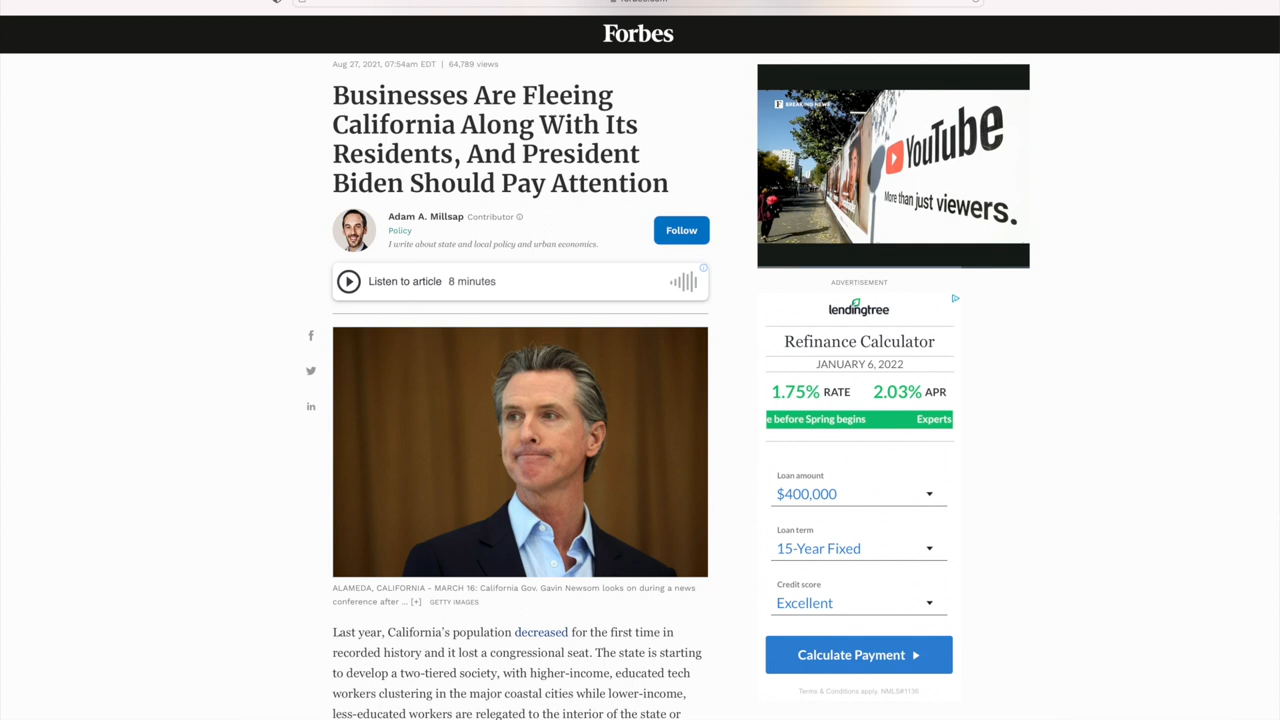 Forbes
Aug 27, 2021, 07:54am EDT | 64,789 views
Businesses Are Fleeing
California Along With Its
Residents, And President
Biden Should Pay Attention
Adam A. Millsap Contributor
Policy
I write about state and local policy and urban economics.
Follow
Listen to article 8 minutes
ALAMEDA, CALIFORNIA - MARCH 16: California Gov. Gavin Newsom looks on during a news
conference after ... [+] GETTY IMAGES
Last year, California's population decreased for the first time in
recorded history and it lost a congressional seat. The state is starting
to develop a two-tiered society, with higher-income, educated tech
workers clustering in the major coastal cities while lower-income,
less-educated workers are relegated to the interior of the state or
F BREAKING NEWS
YouTube
More than just viewers.
ADVERTISEMENT
lendingtree
Refinance Calculator
JANUARY 6, 2022
1.75% RATE 2.03% APR
e before Spring begins Experts
Loan amount
$400,000
Loan term
15-Year Fixed
Credit score
Excellent
Calculate Payment
Terms & Conditions apply. NMLS#1136